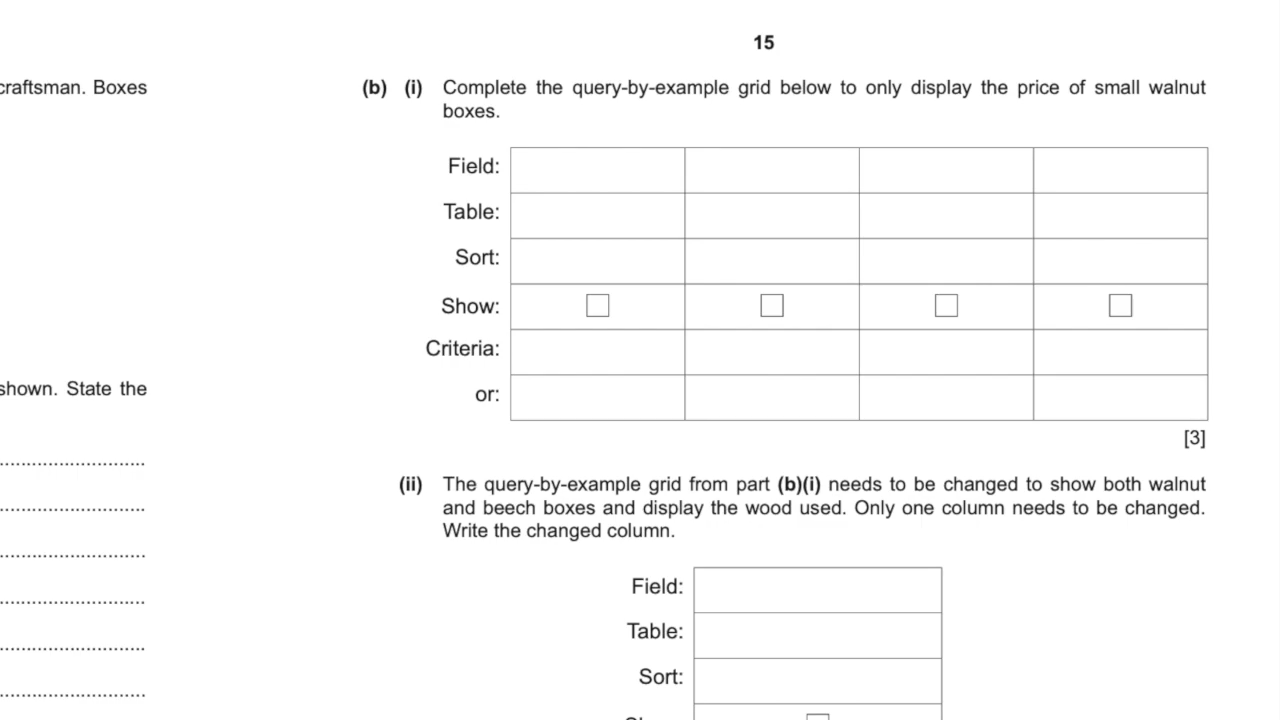 15
craftsman. Boxes
shown. State the
(b) (i) Complete the query-by-example grid below to only display the price of small walnut
boxes.
Field:
Table:
Sort:
Show:
Criteria:
or:
[3]
(ii) The query-by-example grid from part (b)(i) needs to be changed to show both walnut
and beech boxes and display the wood used. Only one column needs to be changed.
Write the changed column.
Field:
Table:
Sort: